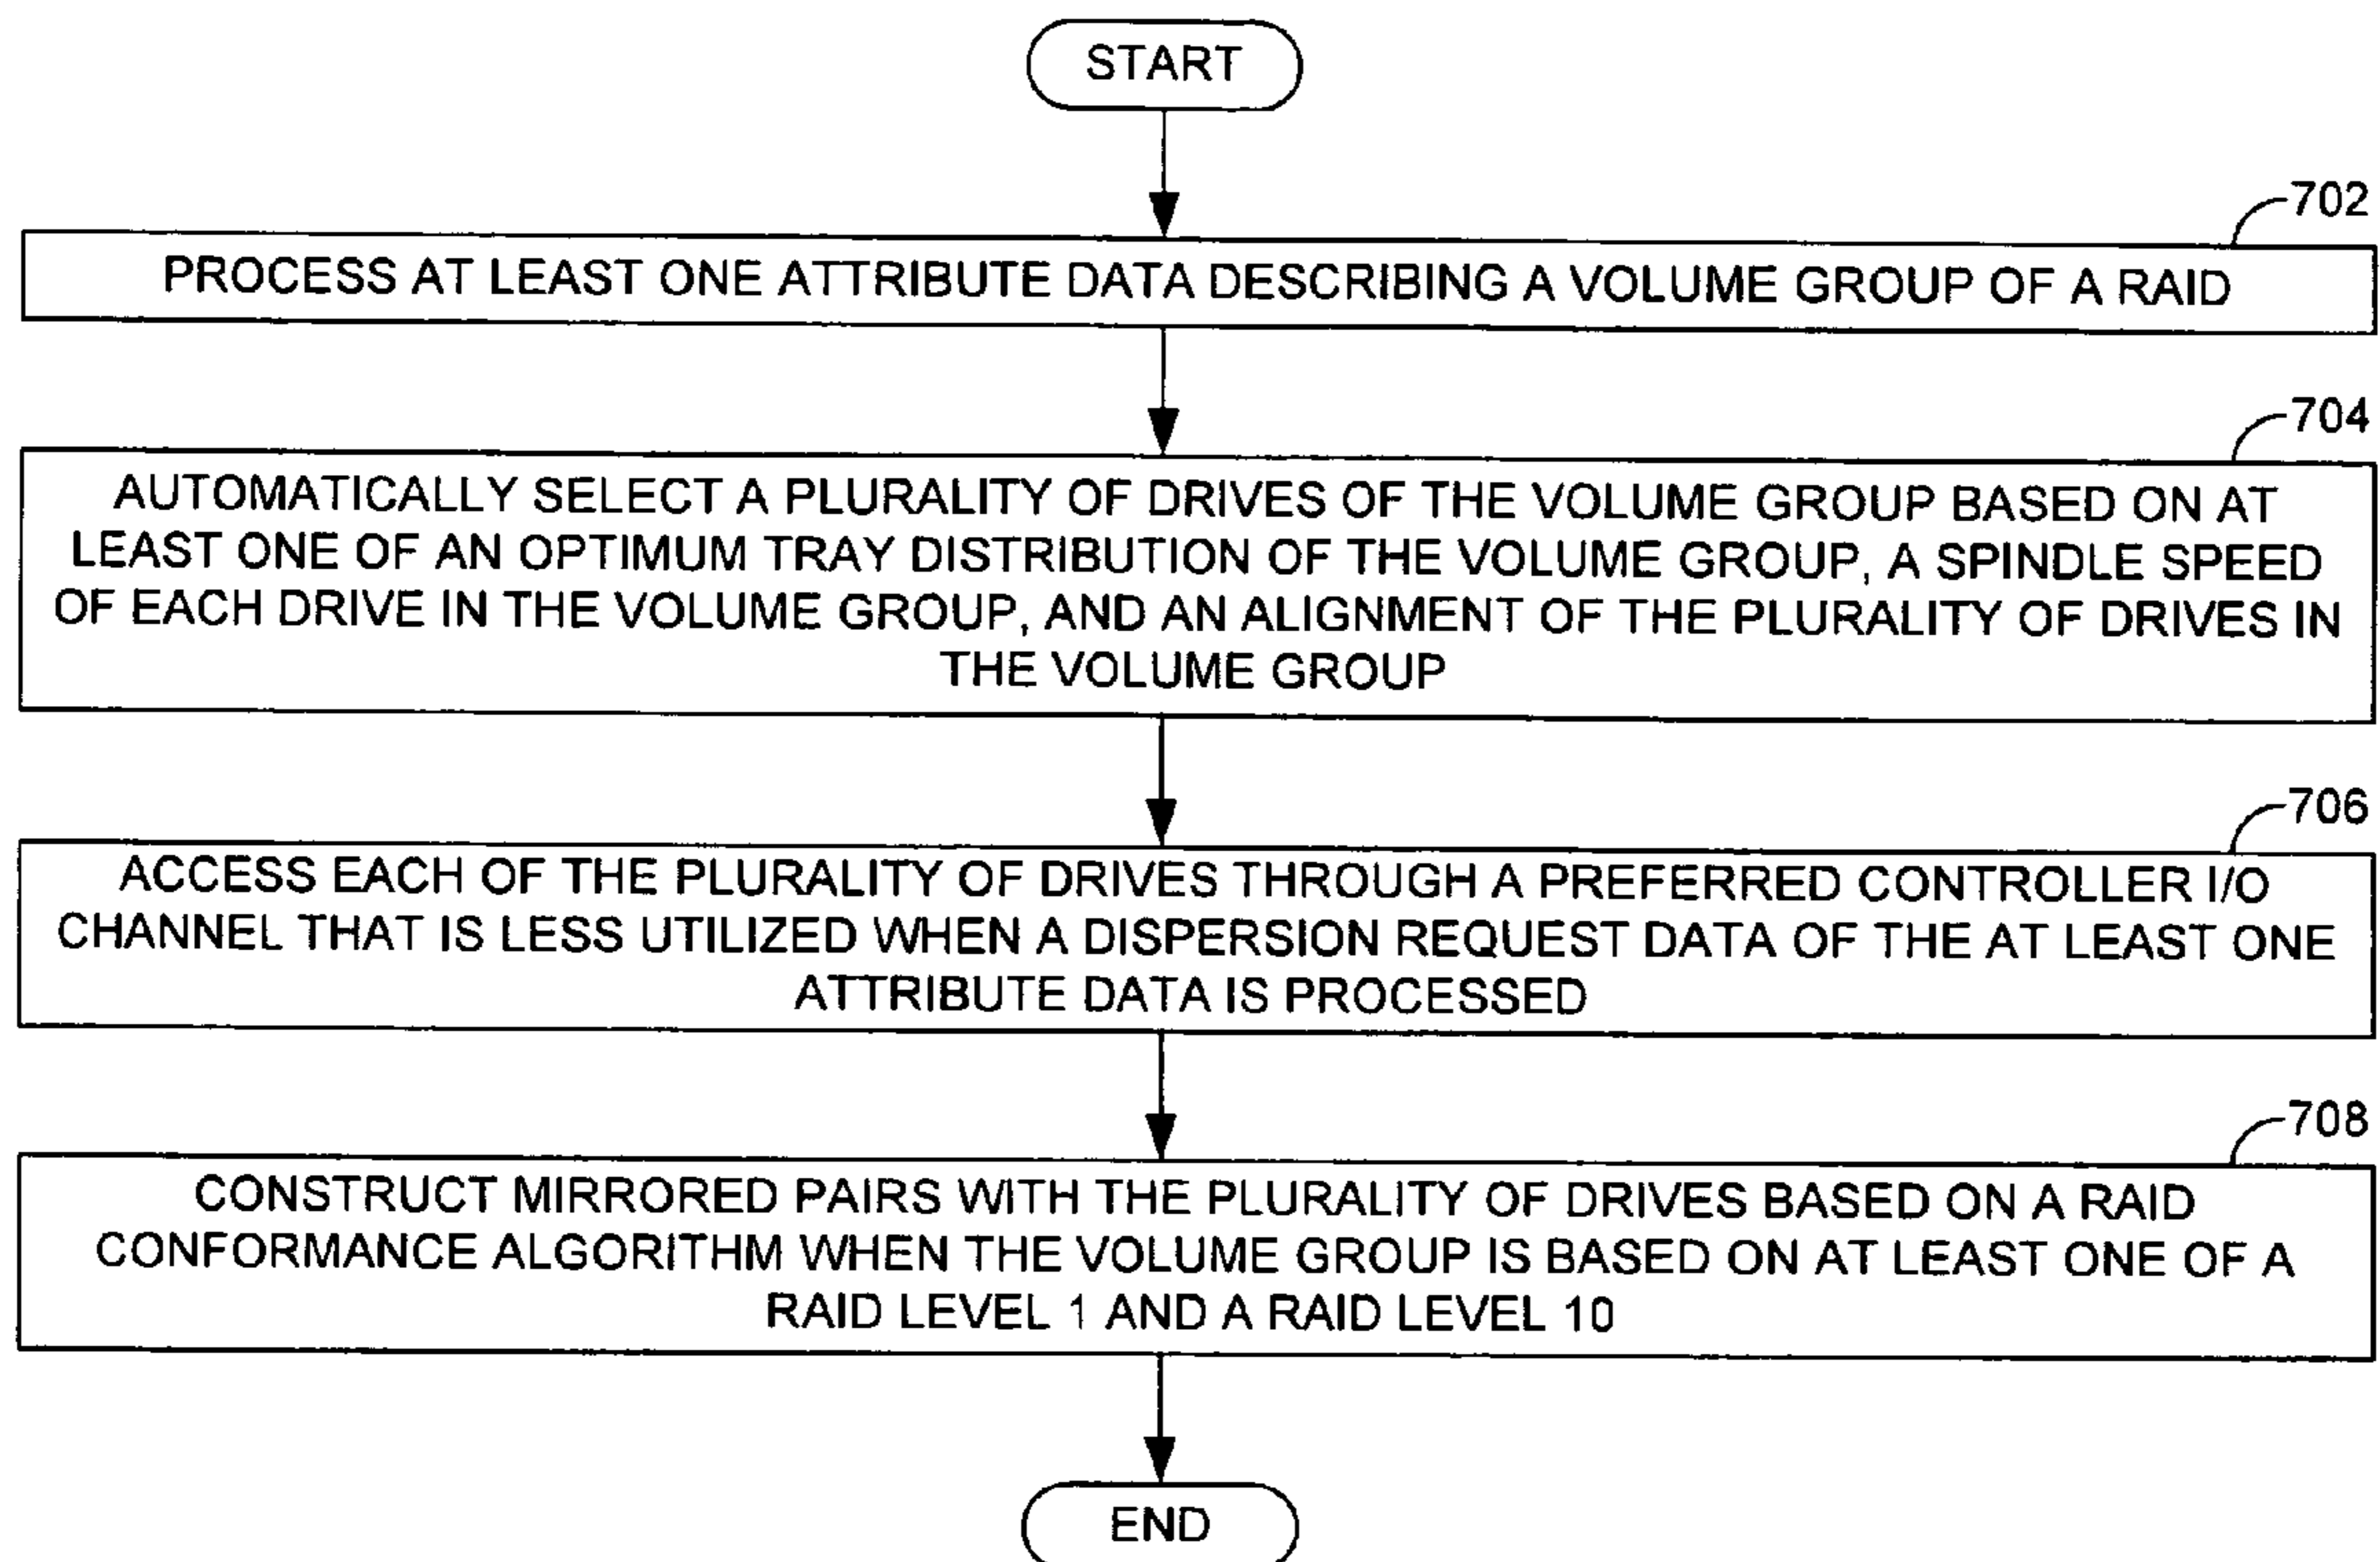 START
702
PROCESS AT LEAST ONE ATTRIBUTE DATA DESCRIBING A VOLUME GROUP OF A RAID
704
AUTOMATICALLY SELECT A PLURALITY OF DRIVES OF THE VOLUME GROUP BASED ON AT
LEAST ONE OF AN OPTIMUM TRAY DISTRIBUTION OF THE VOLUME GROUP, A SPINDLE SPEED
OF EACH DRIVE IN THE VOLUME GROUP, AND AN ALIGNMENT OF THE PLURALITY OF DRIVES IN
THE VOLUME GROUP
706
ACCESS EACH OF THE PLURALITY OF DRIVES THROUGH A PREFERRED CONTROLLER I/O
CHANNEL THAT IS LESS UTILIZED WHEN A DISPERSION REQUEST DATA OF THE AT LEAST ONE
ATTRIBUTE DATA IS PROCESSED
708
CONSTRUCT MIRRORED PAIRS WITH THE PLURALITY OF DRIVES BASED ON A RAID
CONFORMANCE ALGORITHM WHEN THE VOLUME GROUP IS BASED ON AT LEAST ONE OF A
RAID LEVEL 1 AND A RAID LEVEL 10
END